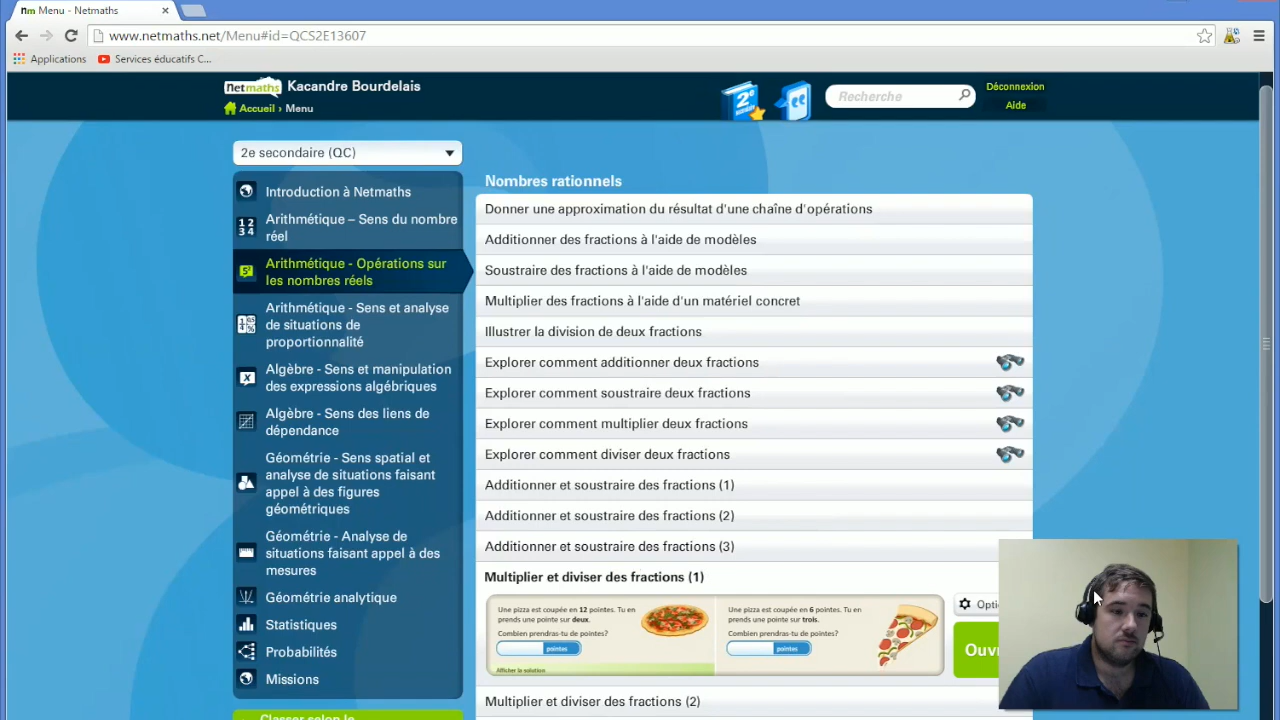 Menu - Netmaths
www.netmaths.net/Menu#id=QCS2E13607
Applications
Services éducatifs C...
netmaths
Kacandre Bourdelais
Accueil › Menu
2e
Recherche
Déconnexion
Aide
2e secondaire (QC)
Introduction à Netmaths
Arithmétique – Sens du nombre
réel
Arithmétique - Opérations sur
les nombres réels
Arithmétique - Sens et analyse
de situations de
proportionnalité
Algèbre - Sens et manipulation
des expressions algébriques
Algèbre - Sens des liens de
dépendance
Géométrie - Sens spatial et
analyse de situations faisant
appel à des figures
géométriques
Géométrie - Analyse de
situations faisant appel à des
mesures
Géométrie analytique
Statistiques
Probabilités
Missions
Classer selon le
Nombres rationnels
Donner une approximation du résultat d'une chaîne d'opérations
Additionner des fractions à l'aide de modèles
Soustraire des fractions à l'aide de modèles
Multiplier des fractions à l'aide d'un matériel concret
Illustrer la division de deux fractions
Explorer comment additionner deux fractions
Explorer comment soustraire deux fractions
Explorer comment multiplier deux fractions
Explorer comment diviser deux fractions
Additionner et soustraire des fractions (1)
Additionner et soustraire des fractions (2)
Additionner et soustraire des fractions (3)
Multiplier et diviser des fractions (1)
Une pizza est coupée en 12 pointes. Tu en
prends une pointe sur deux.
Combien prendras-tu de pointes?
pointes
Afficher la solution
Une pizza est coupée en 6 pointes. Tu en
prends une pointe sur trois.
Combien prendras-tu de pointes?
pointes
Opti
Ouv
Multiplier et diviser des fractions (2)